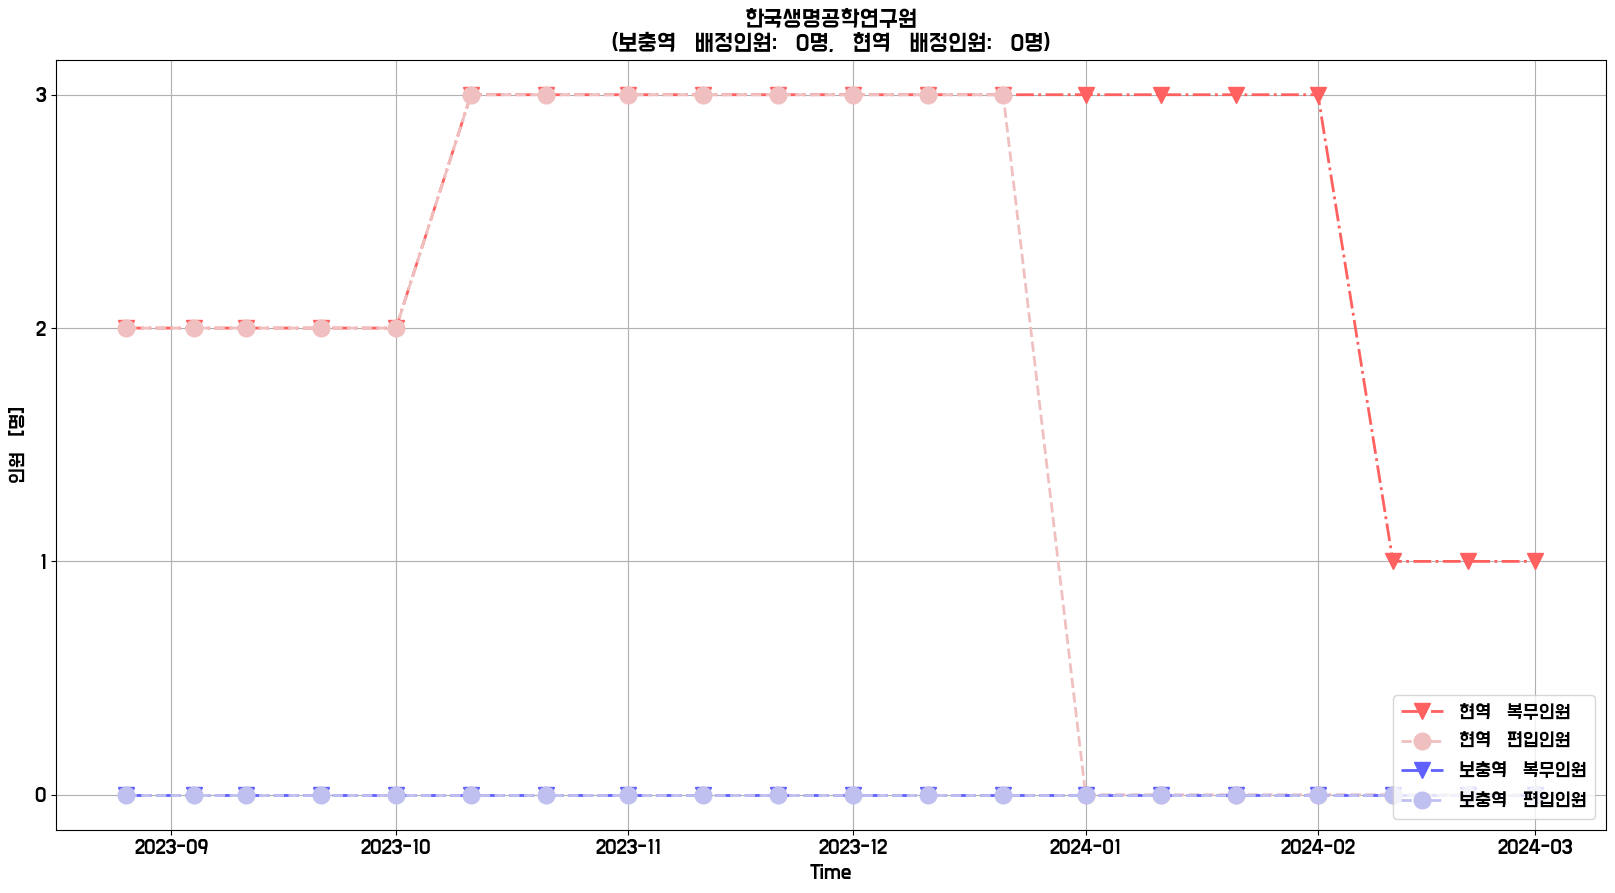 한국생명공학연구원
(보충역 배정인원: 0명, 현역 배정인원: 0명)
3
2
1
0
인원 [명]
현역 복무인원
현역 편입인원
보충역 복무인원
보충역 편입인원
2023-09 2023-10 2023-11 2023-12 2024-01 2024-02 2024-03
Time